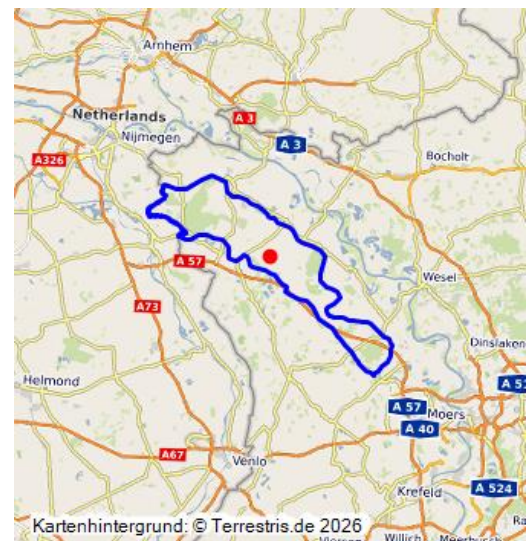 Arnhem
A 3
Netherlands
Nijmegen
A 3
A326
Bocholt
A 57
Wesel
A73
Dinslaken
Helmond
A 57
Moers
A 40
A67
Venlo
A 524
Krefeld
Kartenhintergrund: © Terrestris.de 2026
Willich